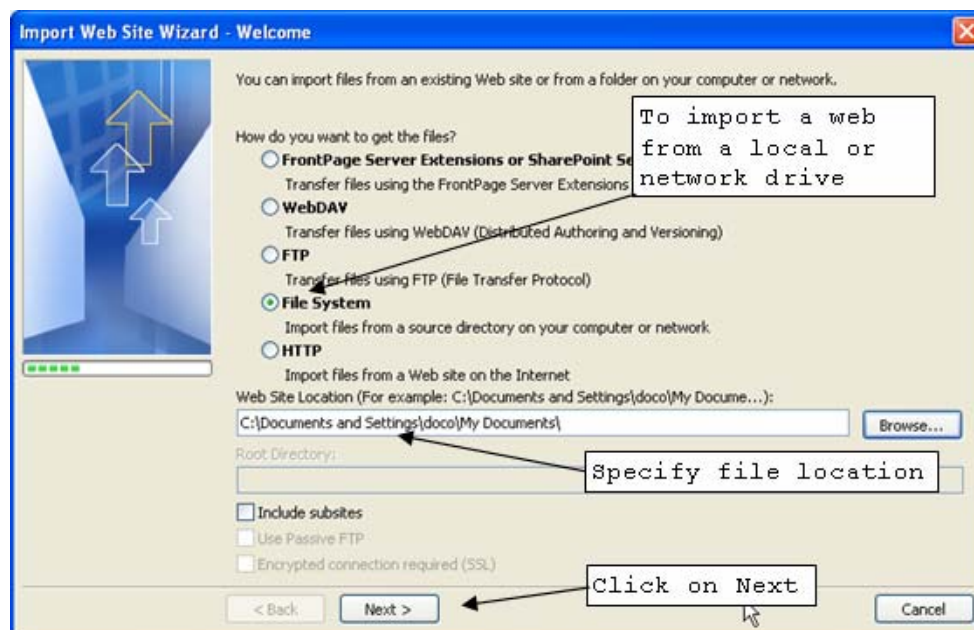 Import Web Site Wizard - Welcome
You can import files from an existing Web site or from a folder on your computer or network.
To import a web
from a local or
network drive
How do you want to get the files?
FrontPage Server Extensions or SharePoint Se
Transfer files using the FrontPage Server Extensions
WebDAV
Transfer files using WebDAV (Distributed Authoring and Versioning)
FTP
Transfer files using FTP (File Transfer Protocol)
File System
Import files from a source directory on your computer or network
HTTP
Import files from a Web site on the Internet
Web Site Location (For example: C:\Documents and Settings\doco\My Docume...):
C:\Documents and Settings\doco\My Documents\
Browse...
Root Directory:
Specify file location
Include subsites
Use Passive FTP
Encrypted connection required (SSL)
Click on Next
< Back
Next >
Cancel